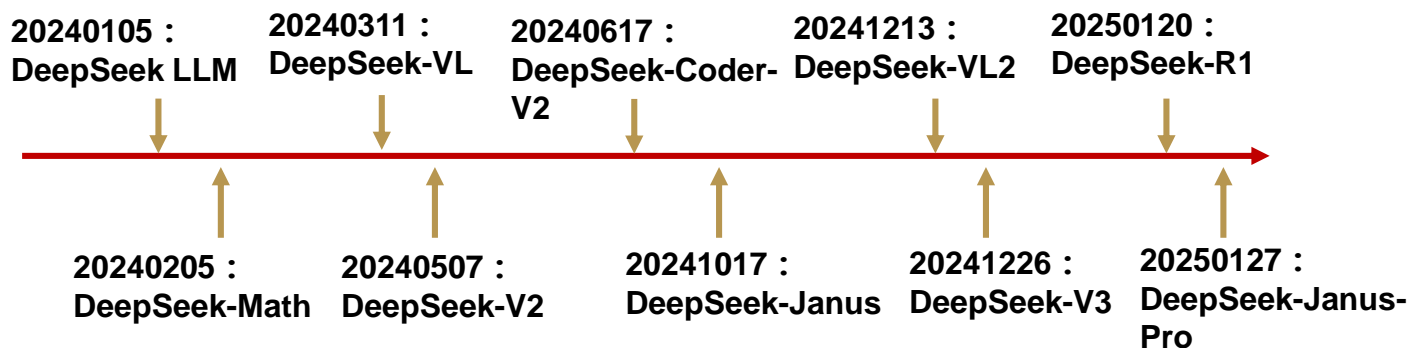 20240105：
DeepSeek LLM
20240311：
DeepSeek-VL
20240617：
DeepSeek-Coder-
V2
20241213：
DeepSeek-VL2
20250120：
DeepSeek-R1
20240205：
DeepSeek-Math
20240507：
DeepSeek-V2
20241017：
DeepSeek-Janus
20241226：
DeepSeek-V3
20250127：
DeepSeek-Janus-
Pro